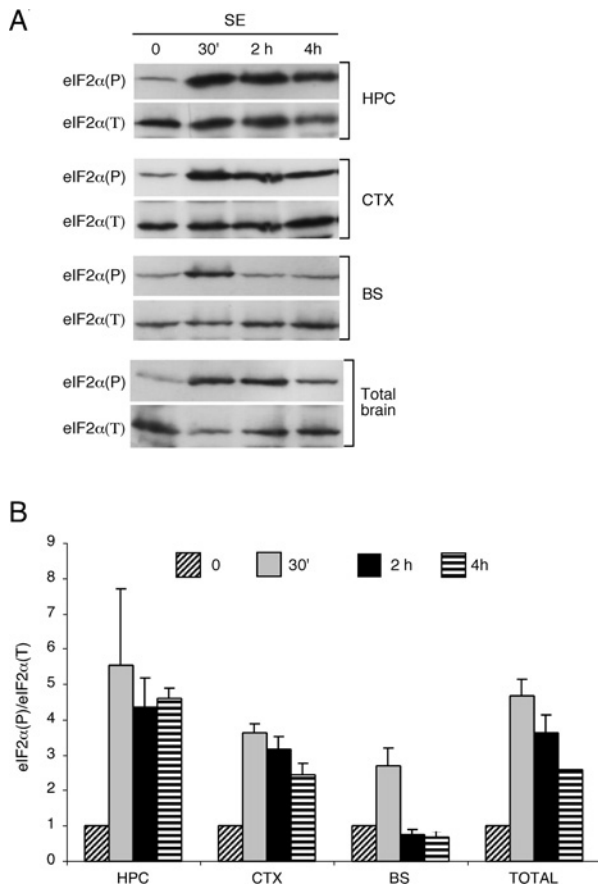 A
SE
0 30' 2 h 4h
eIF2α(P)
eIF2α(T)
HPC
eIF2α(P)
eIF2α(T)
CTX
eIF2α(P)
eIF2α(T)
BS
eIF2α(P)
eIF2α(T)
Total
brain
B
9
8
7
6
5
4
3
2
1
0
eIF2α(P)/eIF2α(T)
0 30' 2 h 4h
HPC CTX BS TOTAL